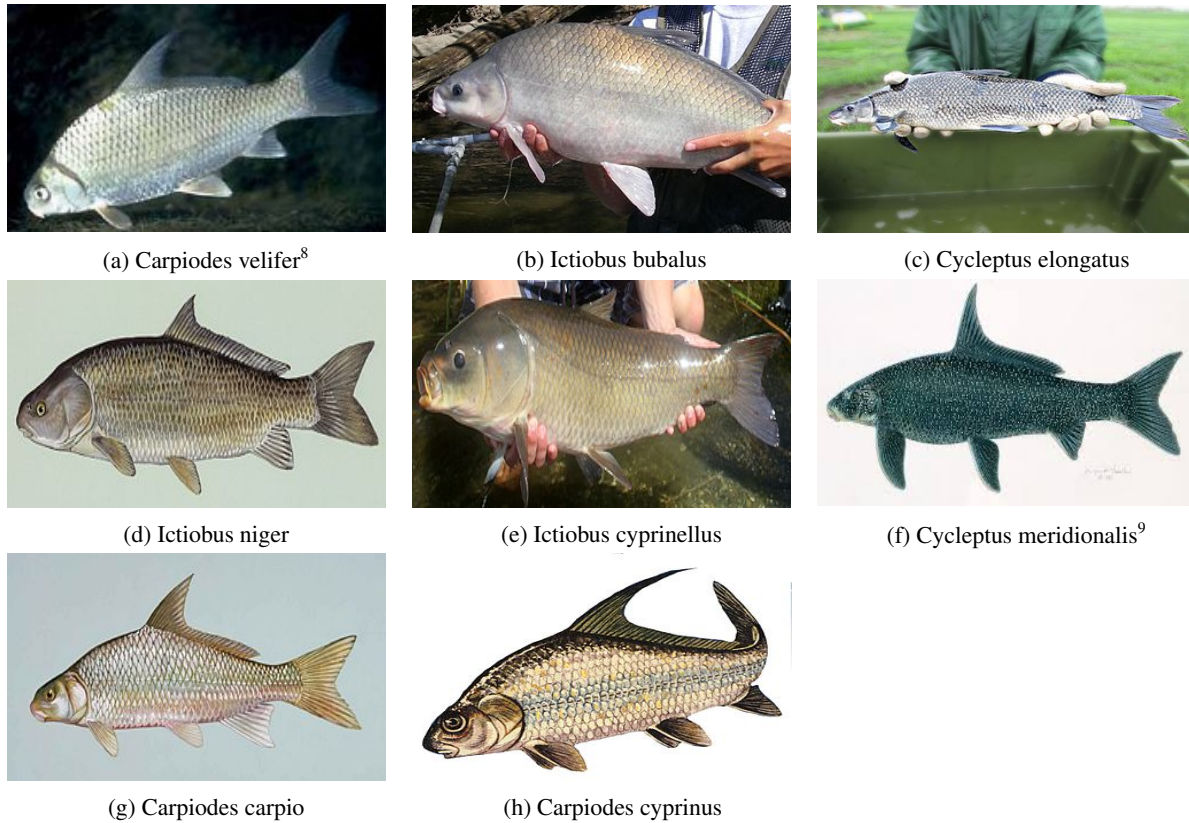 (a) Carpiodes velifer⁸
(b) Ictiobus bubalus
(c) Cycleptus elongatus
(d) Ictiobus niger
(e) Ictiobus cyprinellus
(f) Cycleptus meridionalis⁹
(g) Carpiodes carpio
(h) Carpiodes cyprinus